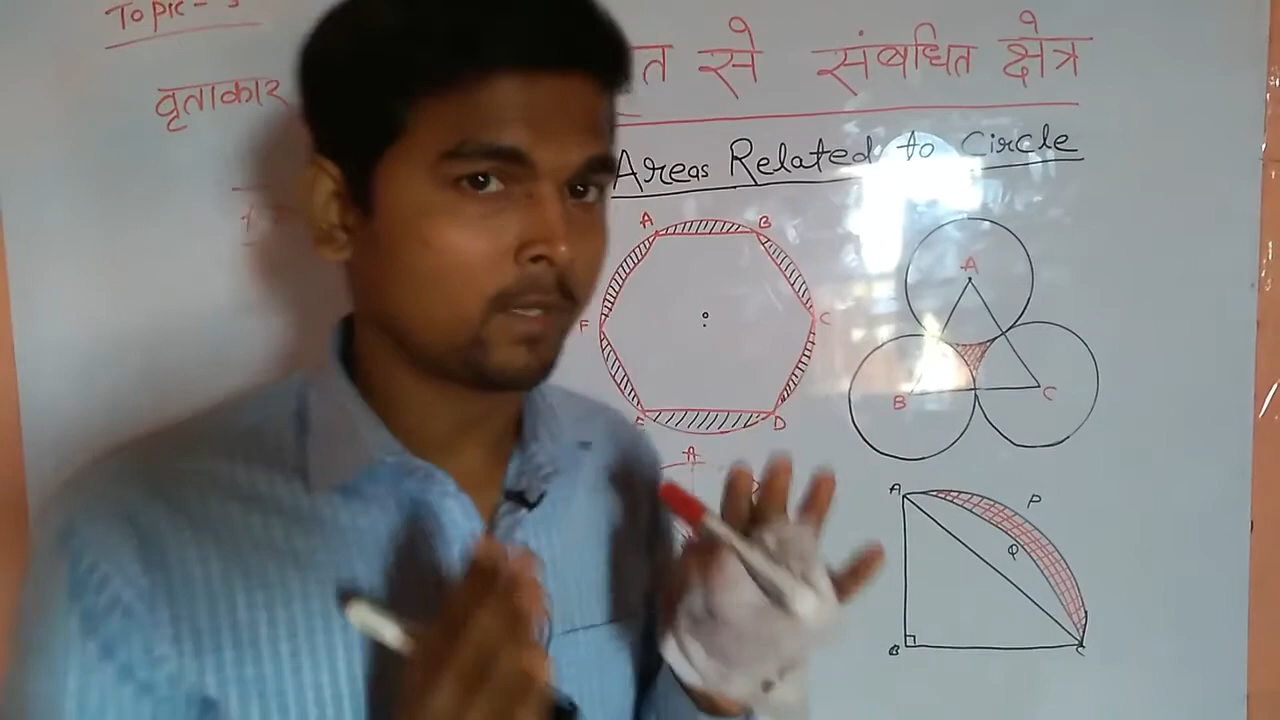 Topic -
वृताकार
त से संबधित क्षेत्र
Areas Related to Circle
A B
F C
E D
A
B C
A
A P
Q
B C